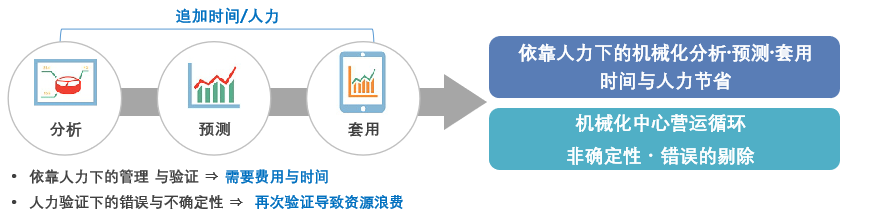 追加时间/人力
分析
预测
套用
依靠人力下的机械化分析·预测·套用
时间与人力节省
机械化中心营运循环
非确定性 · 错误的剔除
• 依靠人力下的管理 与验证 ⇒ 需要费用与时间
• 人力验证下的错误与不确定性 ⇒ 再次验证导致资源浪费